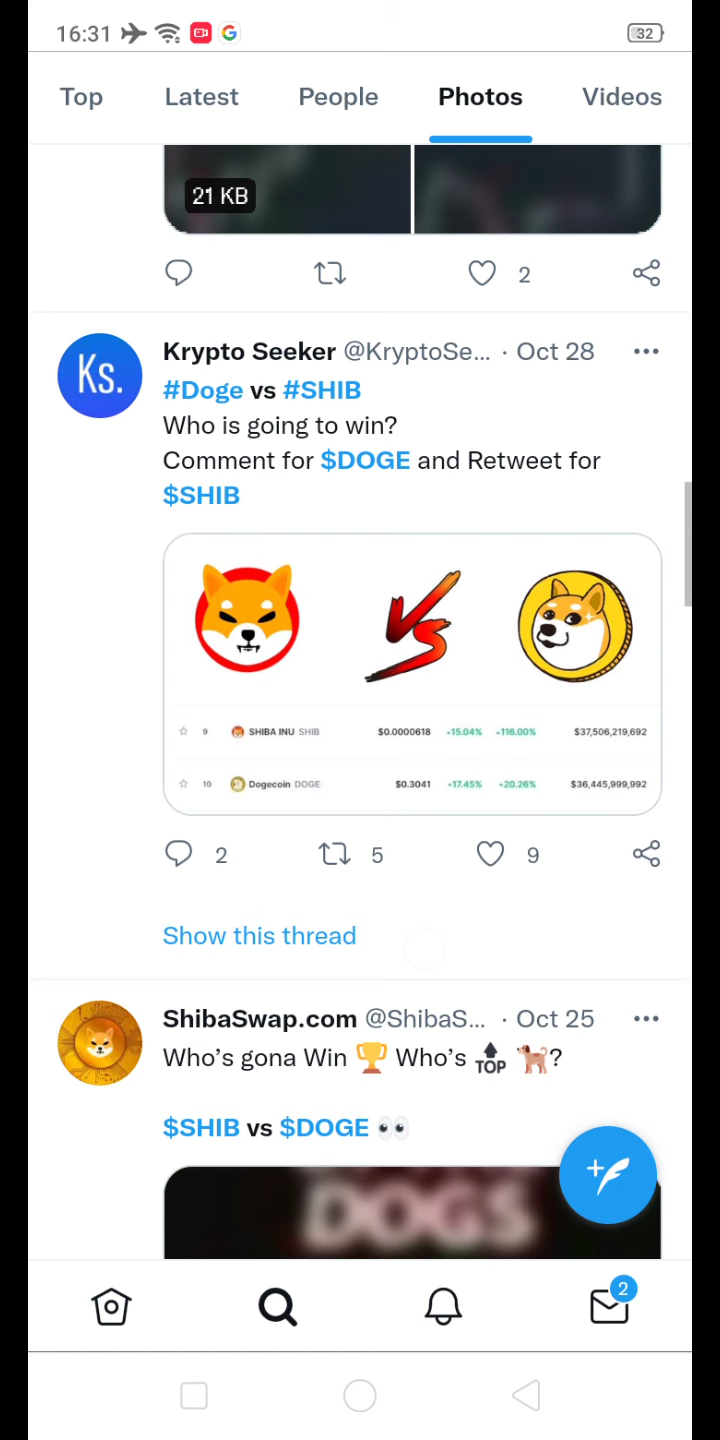 16:31 32
Top Latest People Photos Videos
21 KB
2
Ks.
Krypto Seeker @KryptoSe... · Oct 28
#Doge vs #SHIB
Who is going to win?
Comment for $DOGE and Retweet for
$SHIB
VS
9 SHIBA INU SHIB $0.0000618 -15.04% -116.00% $37,506,219,692
10 Dogecoin DOGE $0.3041 -17.45% -20.26% $36,445,999,992
2 5 9
Show this thread
ShibaSwap.com @ShibaS... · Oct 25
Who's gona Win 🏆 Who's 🔝 🐕?
$SHIB vs $DOGE 👀
DOGS
2